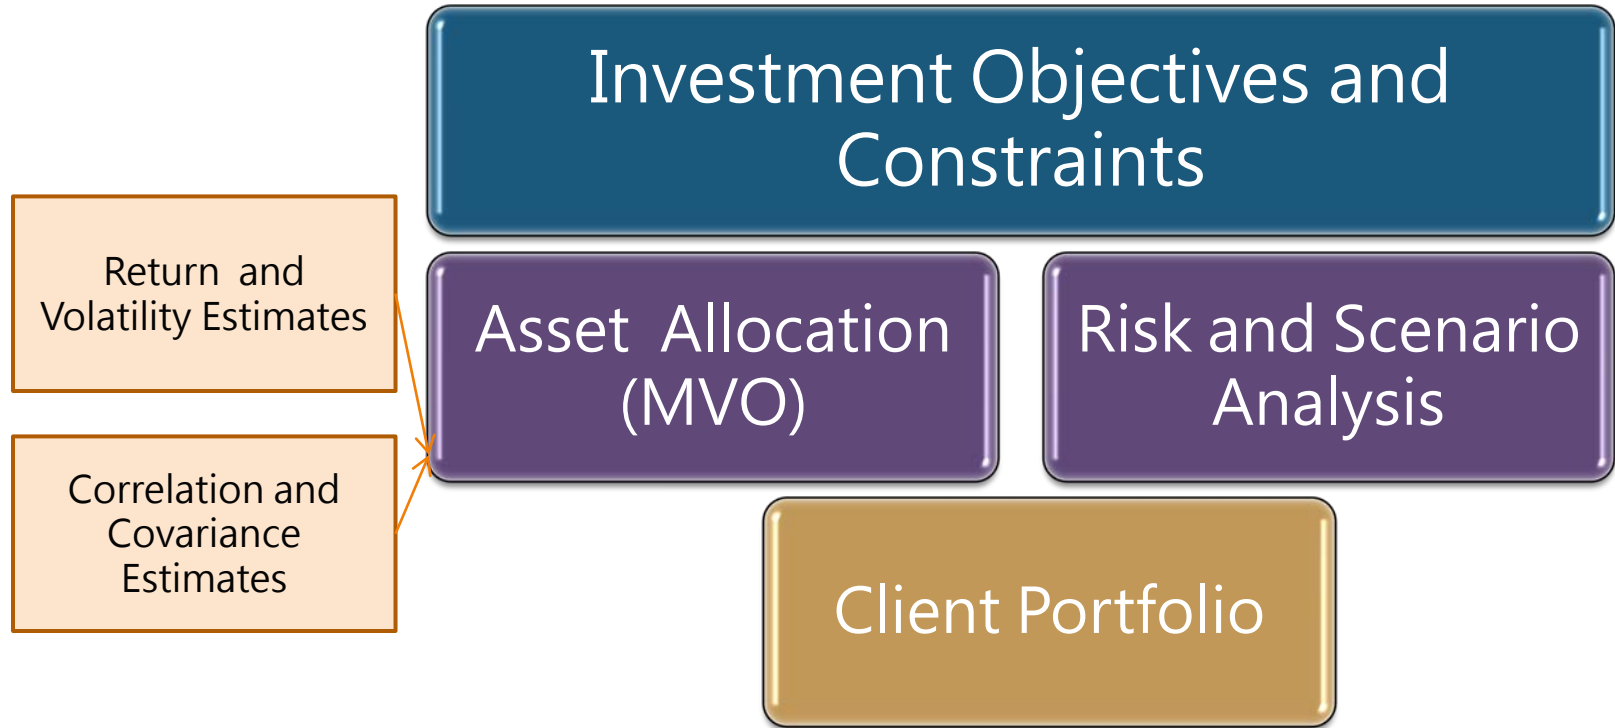 Investment Objectives and
Constraints
Return and
Volatility Estimates
Asset Allocation
(MVO)
Risk and Scenario
Analysis
Correlation and
Covariance
Estimates
Client Portfolio